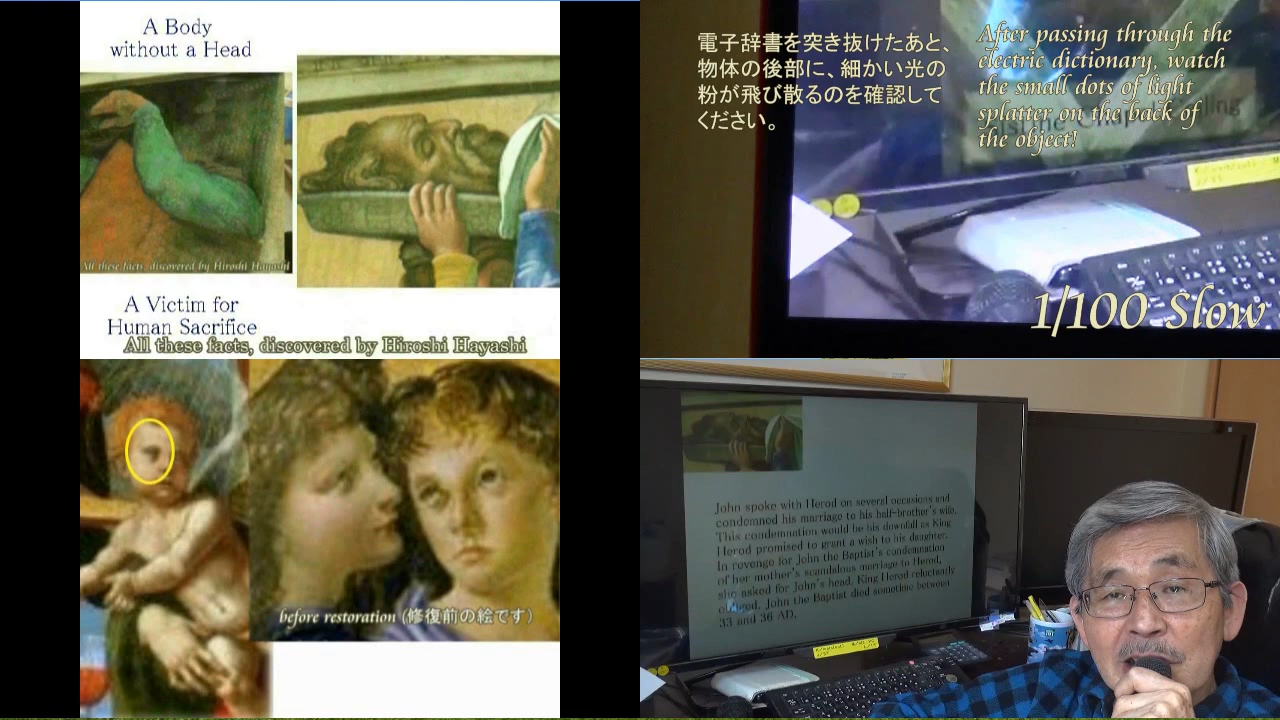 A Body
without a Head
All these facts, discovered by Hiroshi Hayashi
A Victim for
Human Sacrifice
All these facts, discovered by Hiroshi Hayashi
before restoration (修復前の絵です)
電子辞書を突き抜けたあと、
物体の後部に、細かい光の
粉が飛び散るのを確認して
ください。
After passing through the
electric dictionary, watch
the small dots of light
splatter on the back of
the object!
1/100 Slow
John spoke with Herod on several occasions and
condemned his marriage to his half-brother's wife.
This condemnation would be his downfall as King
Herod promised to grant a wish to his daughter.
In revenge for John the Baptist's condemnation
of her mother's scandalous marriage to Herod,
she asked for John's head. King Herod reluctantly
obeyed. John the Baptist died sometime between
33 and 36 AD.